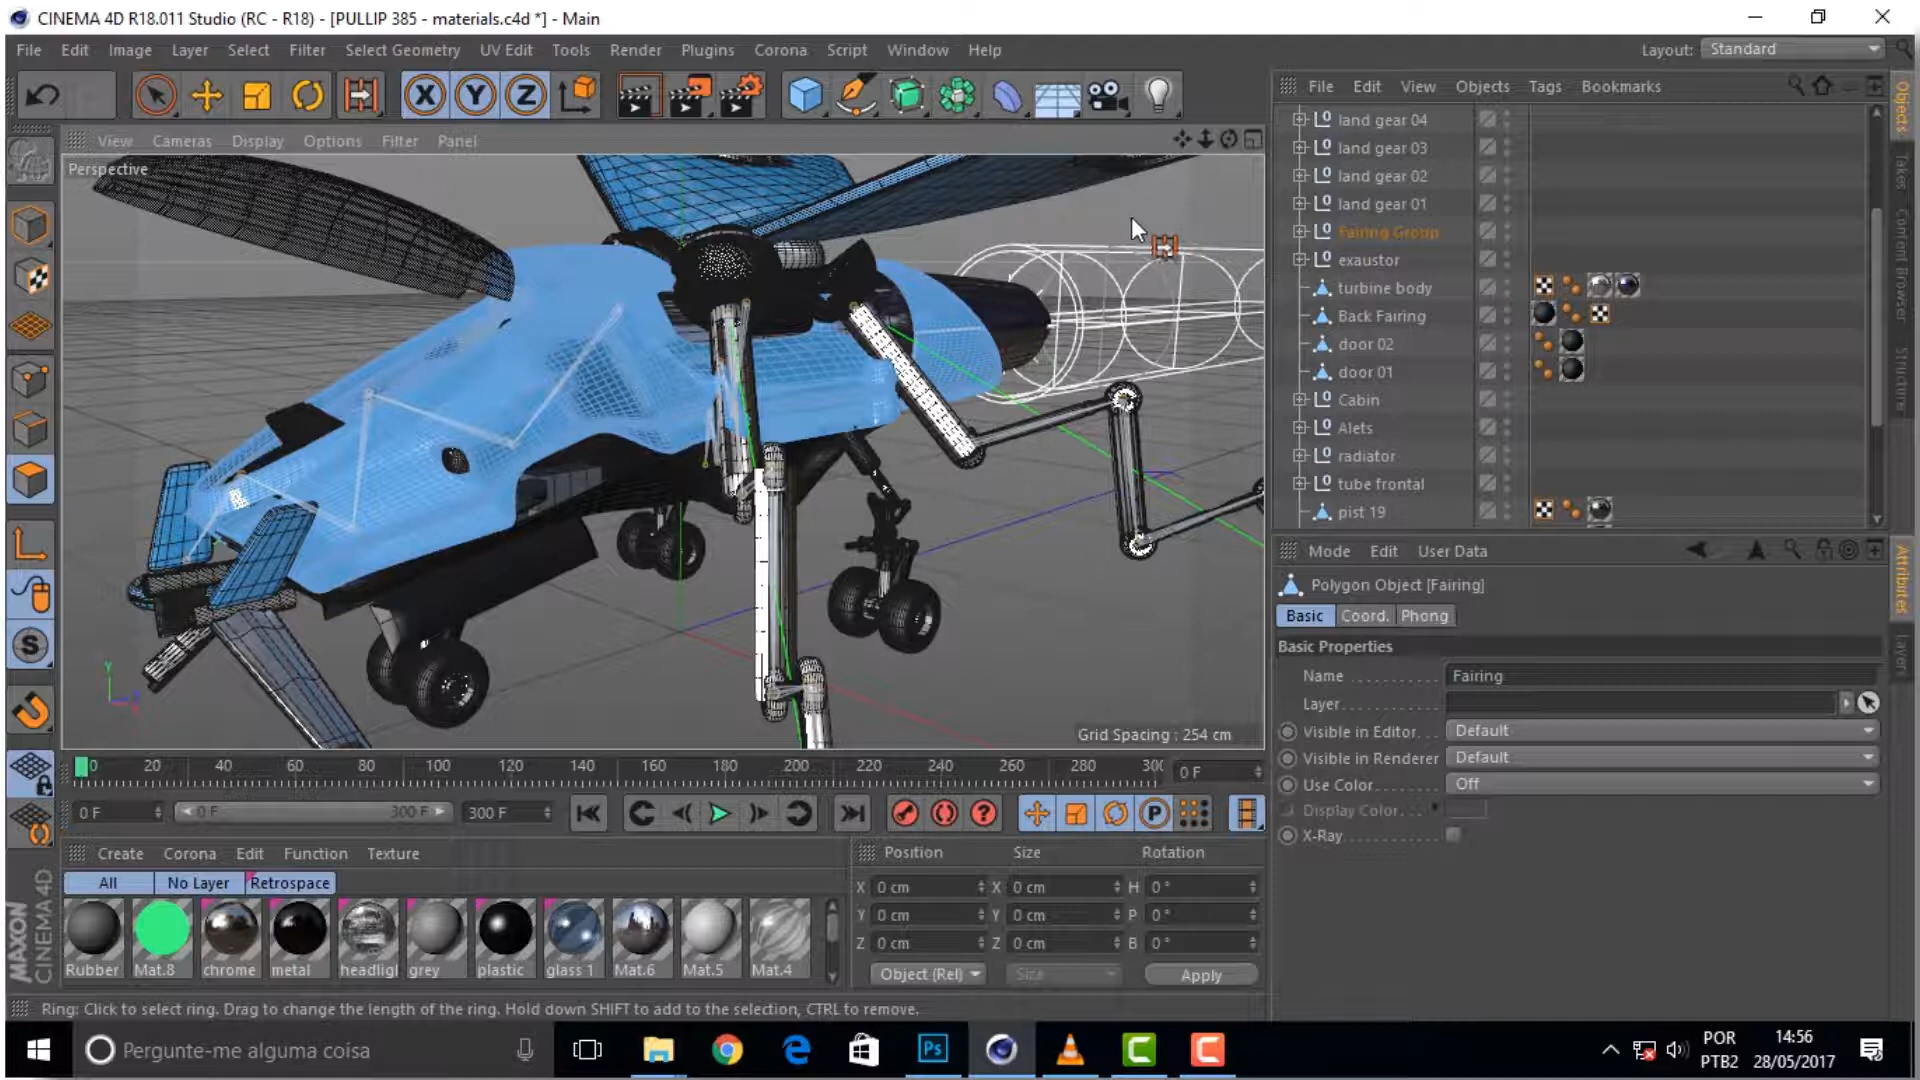 CINEMA 4D R18.011 Studio (RC - R18) - [PULLIP 385 - materials.c4d *] - Main
File Edit Image Layer Select Filter Select Geometry UV Edit Tools Render Plugins Corona Script Window Help
Layout: Standard
View Cameras Display Options Filter Panel
Perspective
Grid Spacing : 254 cm
File Edit View Objects Tags Bookmarks
land gear 04
land gear 03
land gear 02
land gear 01
Fairing Group
exaustor
turbine body
Back Fairing
door 02
door 01
Cabin
Alets
radiator
tube frontal
pist 19
Objects
Takes
Content Browser
Structure
Mode Edit User Data
Polygon Object [Fairing]
Basic Coord. Phong
Basic Properties
Name Fairing
Layer
Visible in Editor Default
Visible in Renderer Default
Use Color Off
Display Color
X-Ray
Attributes
Layer
0 20 40 60 80 100 120 140 160 180 200 220 240 260 280 300
0 F
0 F 0 F 300 F 300 F
Create Corona Edit Function Texture
All No Layer Retrospace
Rubber Mat.8 chrome metal headligl grey plastic glass 1 Mat.6 Mat.5 Mat.4
Position Size Rotation
X 0 cm X 0 cm H 0 °
Y 0 cm Y 0 cm P 0 °
Z 0 cm Z 0 cm B 0 °
Object (Rel) Size Apply
MAXON
CINEMA4D
Ring: Click to select ring. Drag to change the length of the ring. Hold down SHIFT to add to the selection, CTRL to remove.
Pergunte-me alguma coisa
Ps
POR
PTB2
14:56
28/05/2017